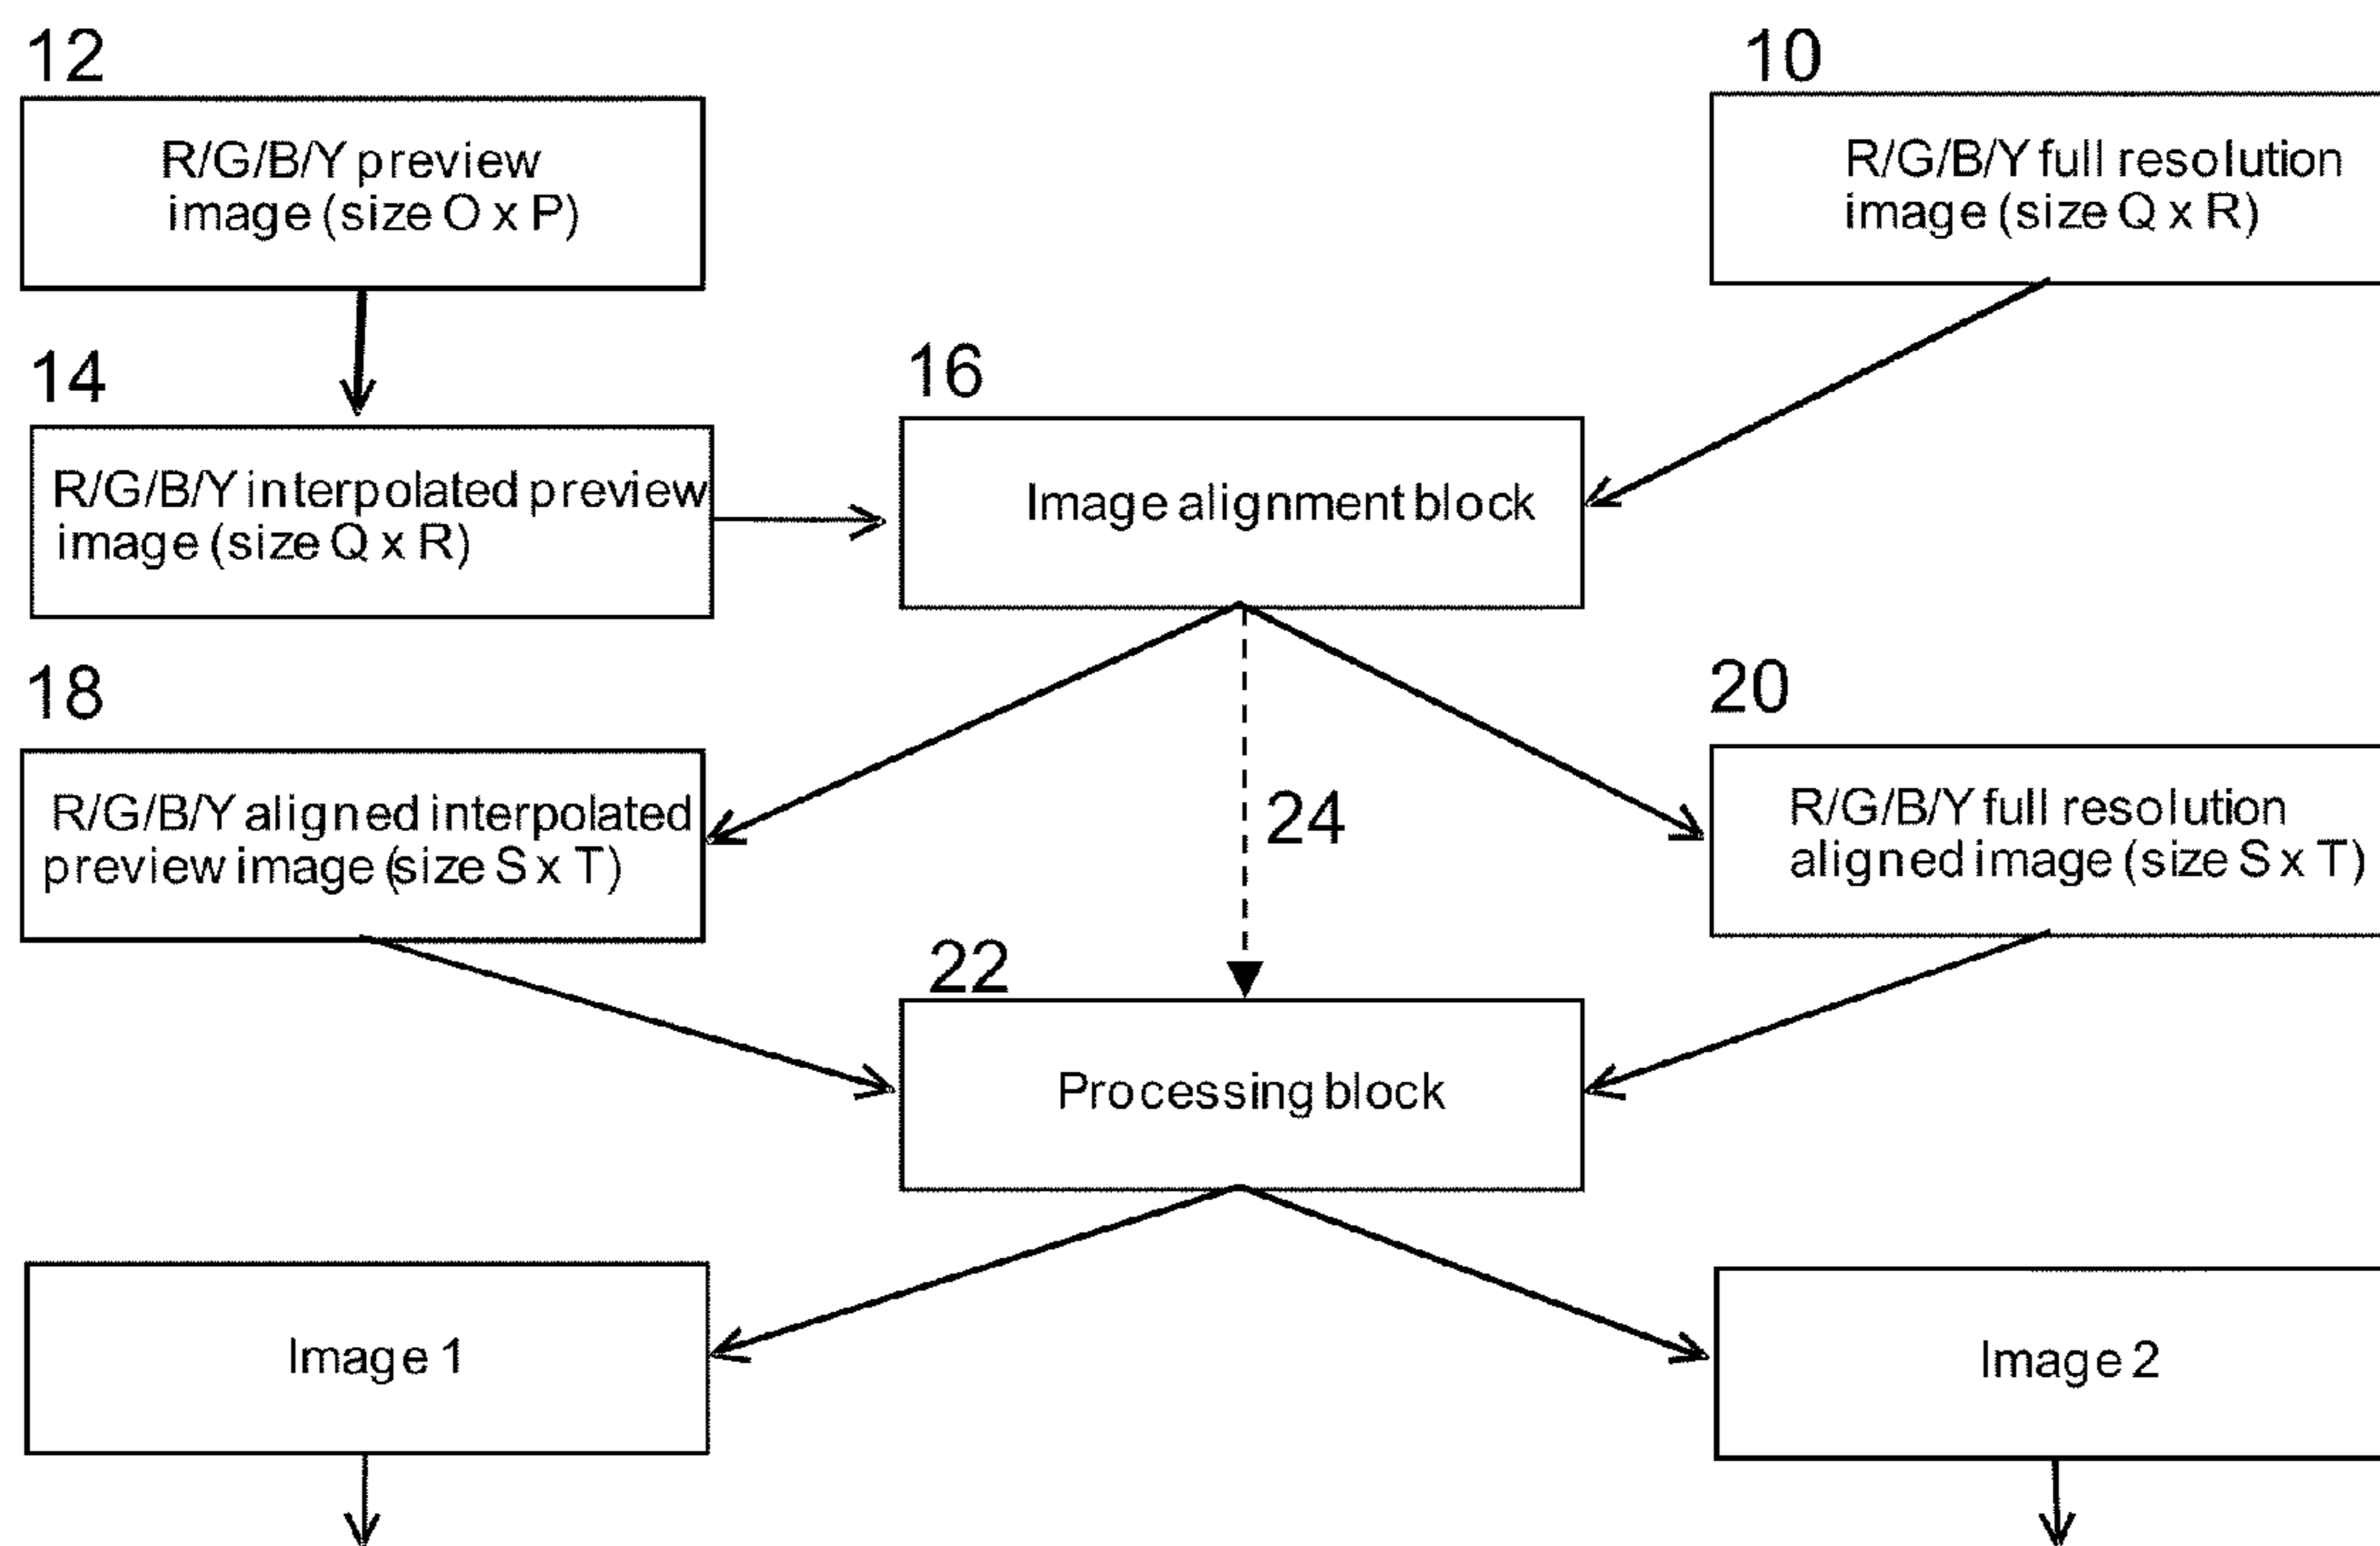 12
R/G/B/Y preview
image (size O x P)
10
R/G/B/Y full resolution
image (size Q x R)
14
R/G/B/Y interpolated preview
image (size Q x R)
16
Image alignment block
18
R/G/B/Y aligned interpolated
preview image (size S x T)
24
20
R/G/B/Y full resolution
aligned image (size S x T)
22
Processing block
Image 1
Image 2